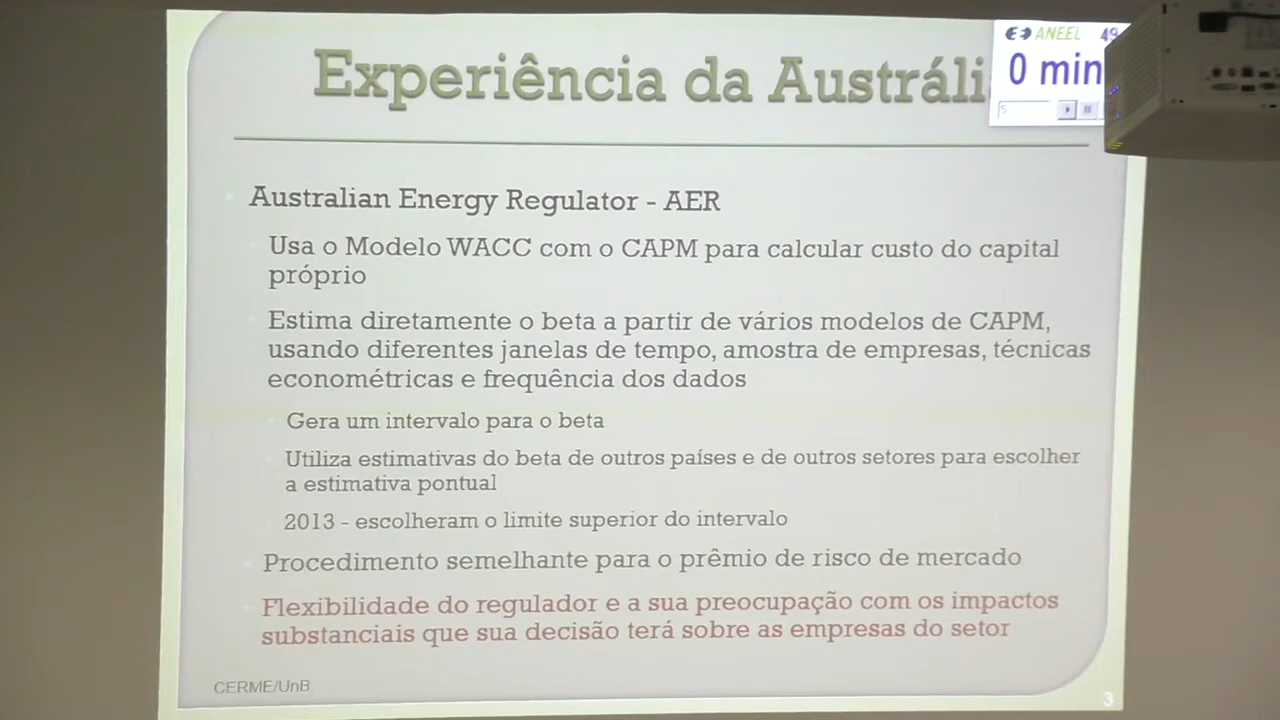 Experiência da Austráli
ANEEL 49
0 min
5
Australian Energy Regulator - AER
Usa o Modelo WACC com o CAPM para calcular custo do capital
próprio
Estima diretamente o beta a partir de vários modelos de CAPM,
usando diferentes janelas de tempo, amostra de empresas, técnicas
econométricas e frequência dos dados
Gera um intervalo para o beta
Utiliza estimativas do beta de outros países e de outros setores para escolher
a estimativa pontual
2013 - escolheram o limite superior do intervalo
Procedimento semelhante para o prêmio de risco de mercado
Flexibilidade do regulador e a sua preocupação com os impactos
substanciais que sua decisão terá sobre as empresas do setor
CERME/UnB
3